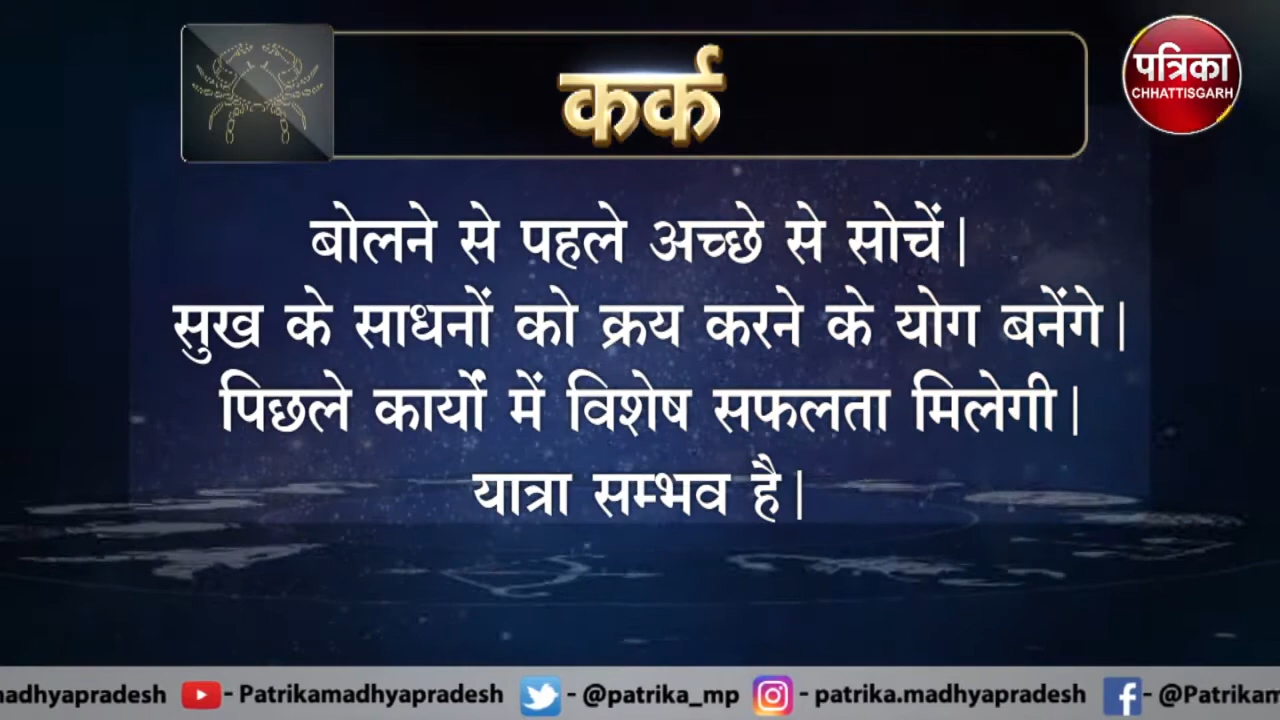 कर्क
पत्रिका
CHHATTISGARH
बोलने से पहले अच्छे से सोचें|
सुख के साधनों को क्रय करने के योग बनेंगे|
पिछले कार्यों में विशेष सफलता मिलेगी|
यात्रा सम्भव है|
madhyapradesh - Patrikamadhyapradesh - @patrika_mp - patrika.madhyapradesh - @Patrikam